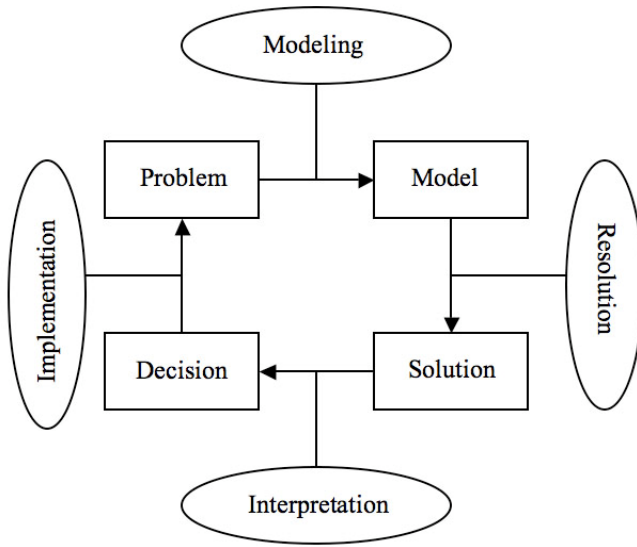 Modeling
Problem
Model
Implementation
Resolution
Decision
Solution
Interpretation